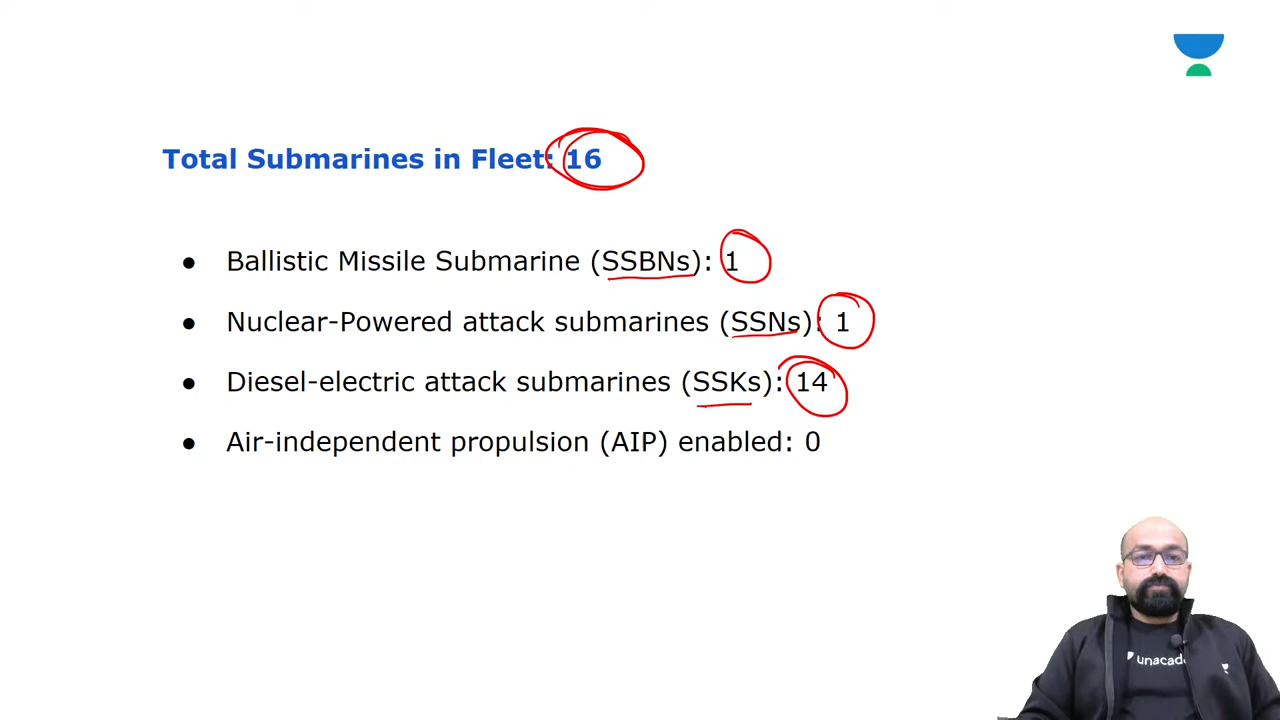 Total Submarines in Fleet: 16
● Ballistic Missile Submarine (SSBNs): 1
● Nuclear-Powered attack submarines (SSNs): 1
● Diesel-electric attack submarines (SSKs): 14
● Air-independent propulsion (AIP) enabled: 0